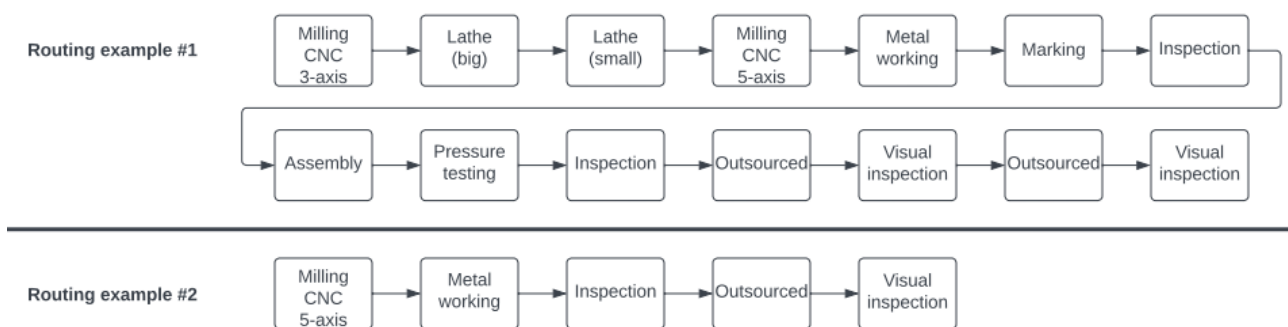 Routing example #1
Milling
CNC
3-axis
Lathe
(big)
Lathe
(small)
Milling
CNC
5-axis
Metal
working
Marking
Inspection
Assembly
Pressure
testing
Inspection
Outsourced
Visual
inspection
Outsourced
Visual
inspection
Routing example #2
Milling
CNC
5-axis
Metal
working
Inspection
Outsourced
Visual
inspection